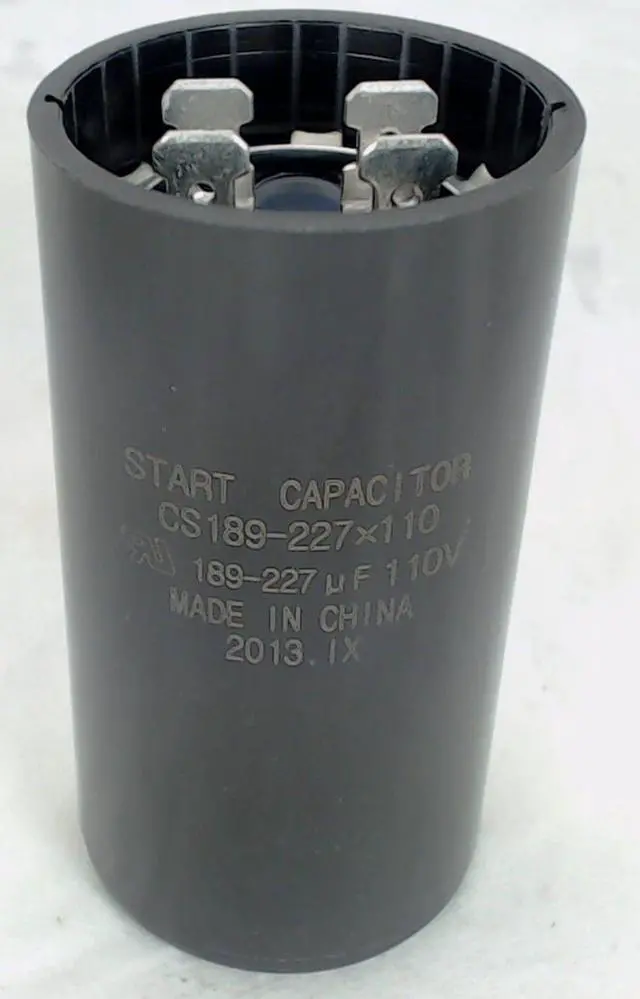 START CAPACITOR
CS189-227×110
189-227μF 110V
MADE IN CHINA
2013.IX